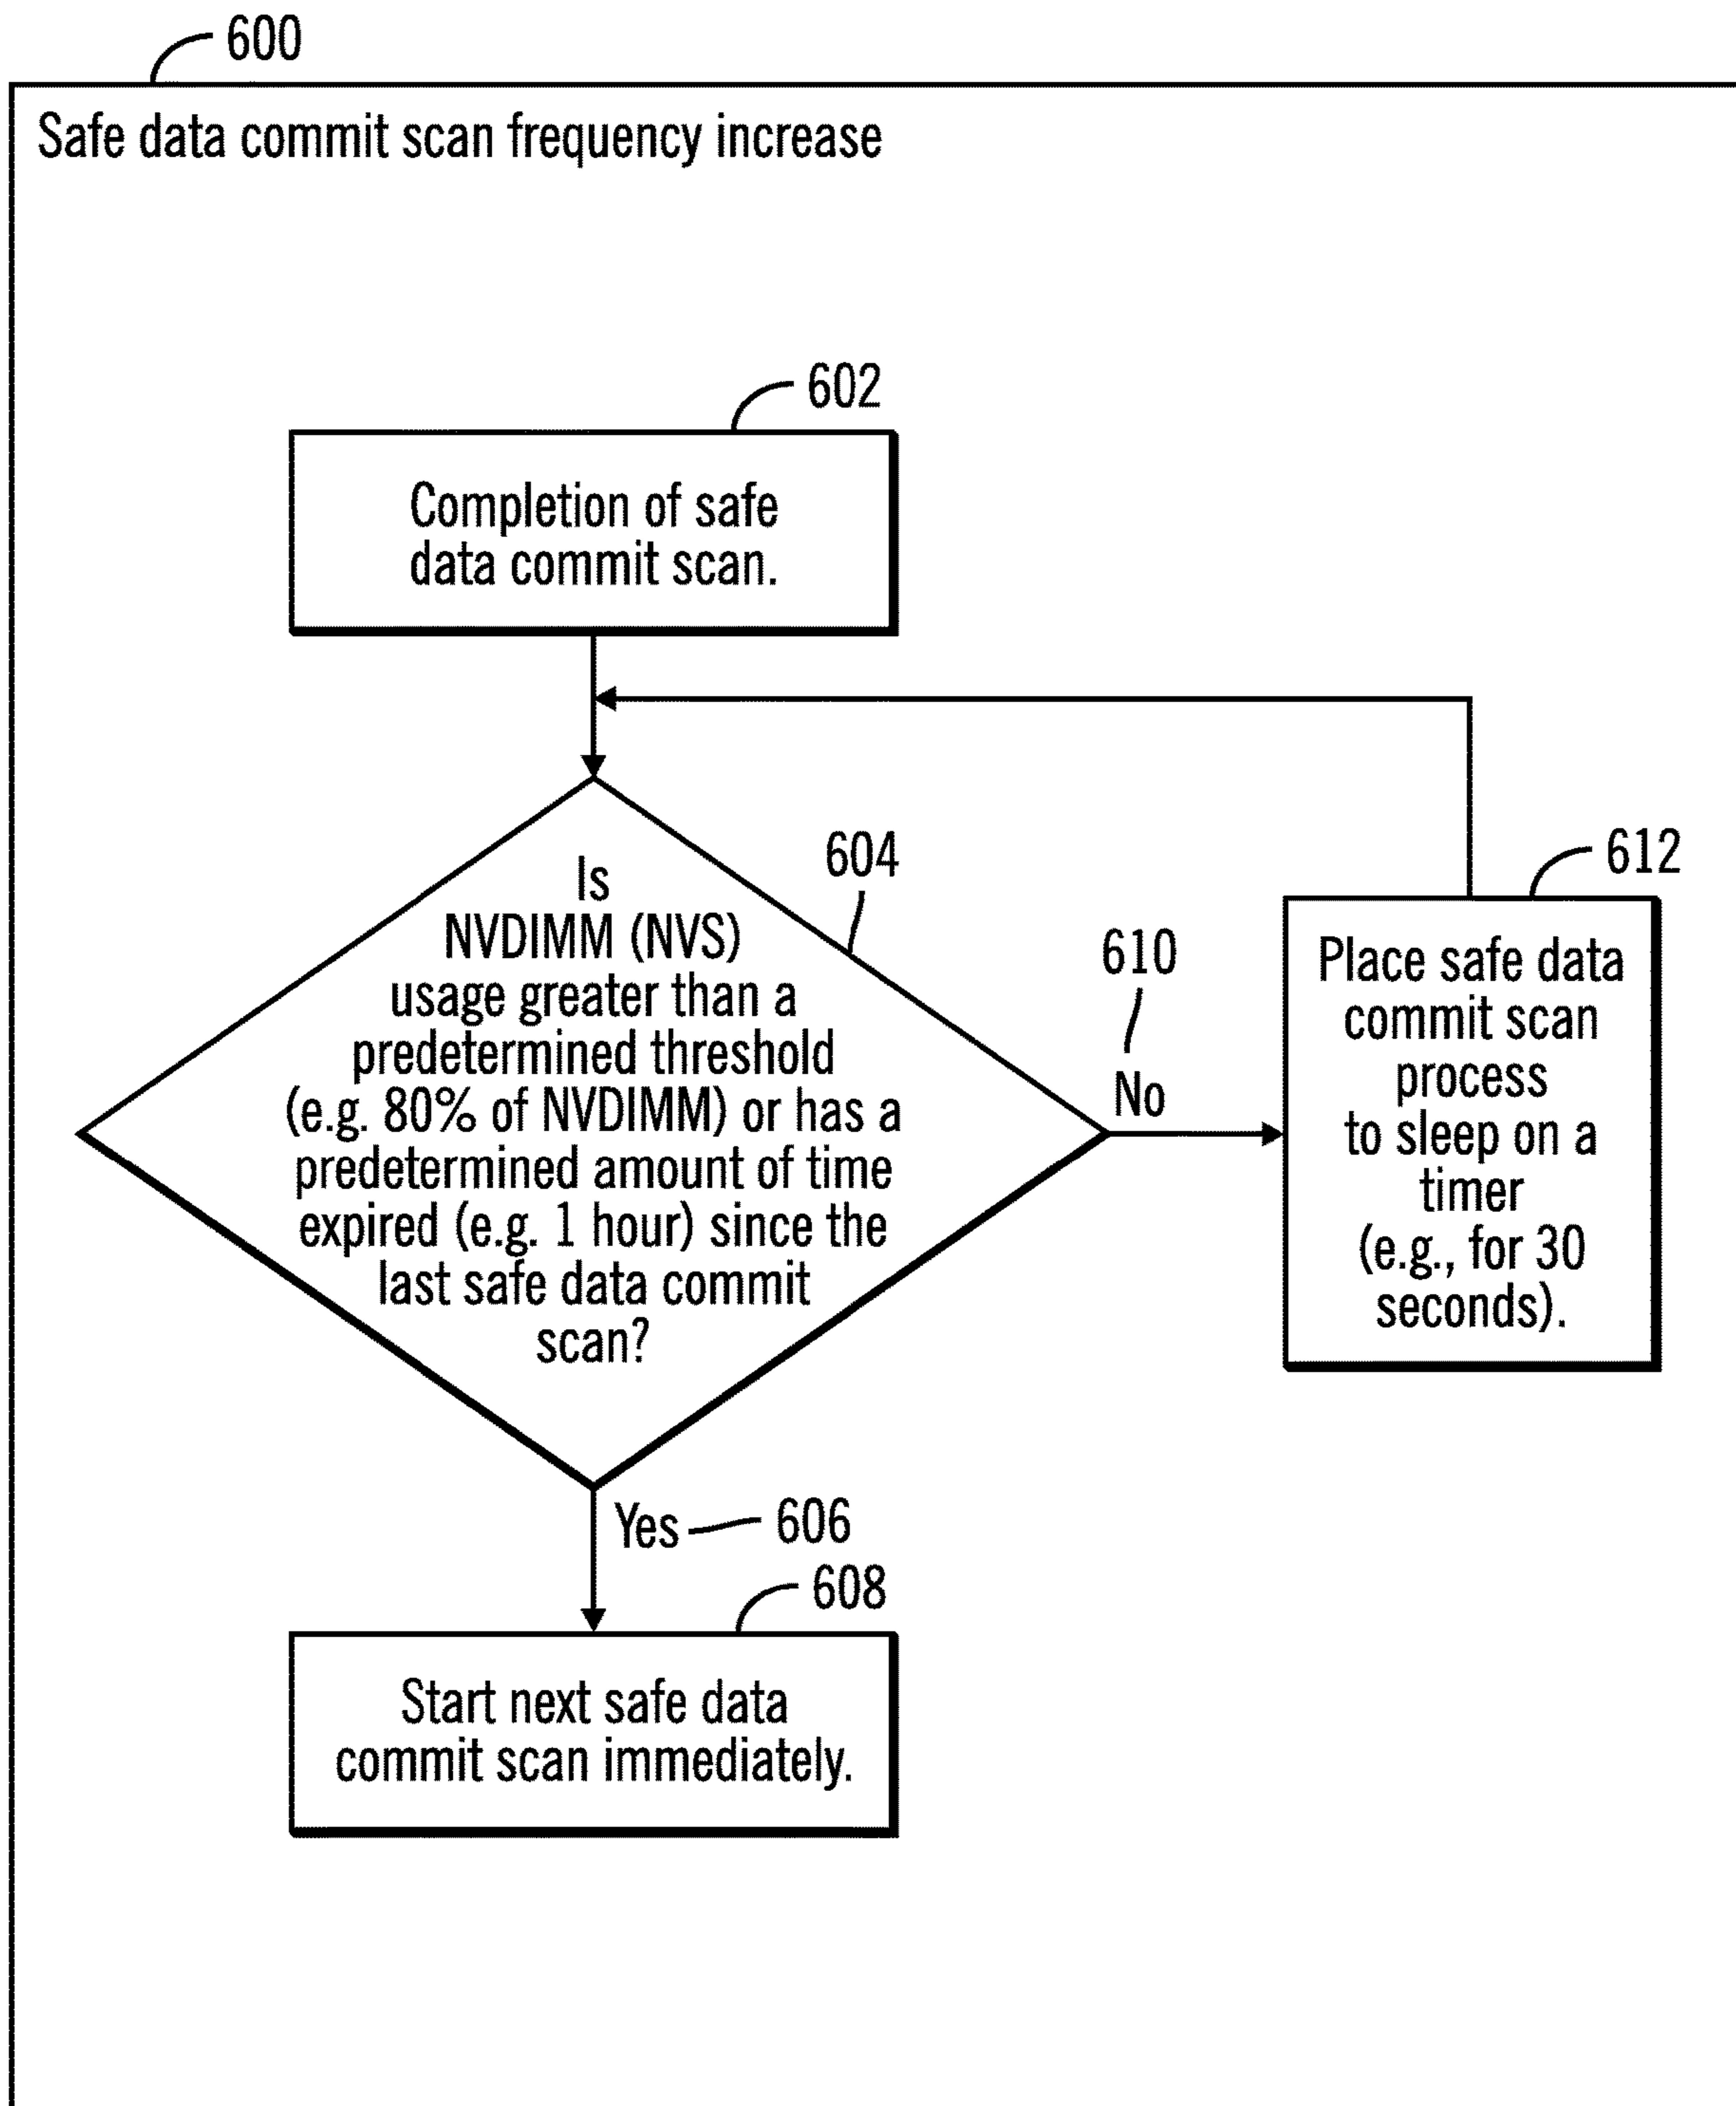 600
Safe data commit scan frequency increase
602
Completion of safe
data commit scan.
604
Is
NVDIMM (NVS)
usage greater than a
predetermined threshold
(e.g. 80% of NVDIMM) or has a
predetermined amount of time
expired (e.g. 1 hour) since the
last safe data commit
scan?
610
No
612
Place safe data
commit scan
process
to sleep on a
timer
(e.g., for 30
seconds).
Yes
606
608
Start next safe data
commit scan immediately.